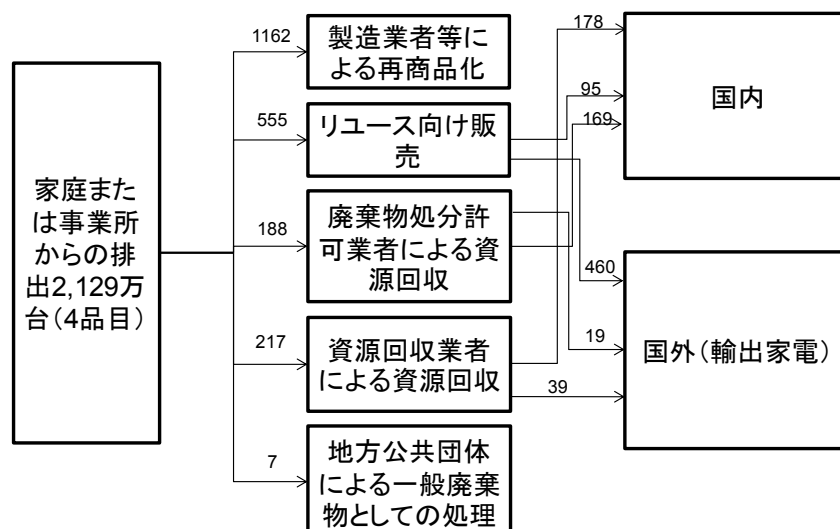 家庭また
は事業所
からの排
出2,129万
台(4品目)
1162
製造業者等に
よる再商品化
555
リユース向け販
売
188
廃棄物処分許
可業者による資
源回収
217
資源回収業者
による資源回収
7
地方公共団体
による一般廃棄
物としての処理
178
95
169
国内
460
19
39
国外(輸出家電)